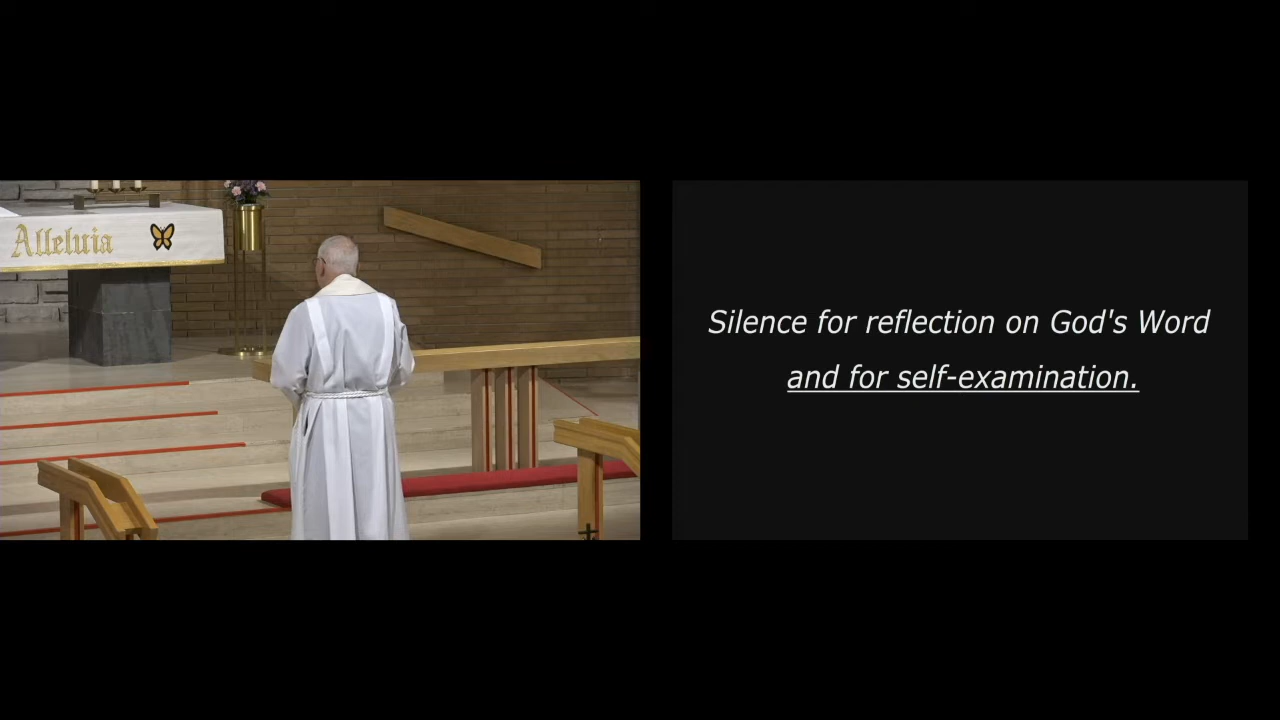 Alleluia
Silence for reflection on God's Word
and for self-examination.